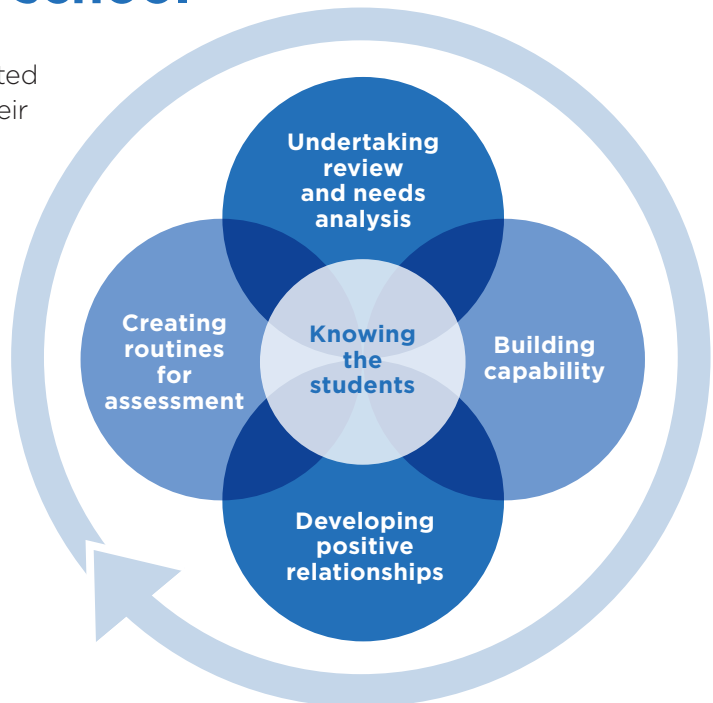 Undertaking
review
and needs
analysis
Creating
routines
for
assessment
Knowing
the
students
Building
capability
Developing
positive
relationships